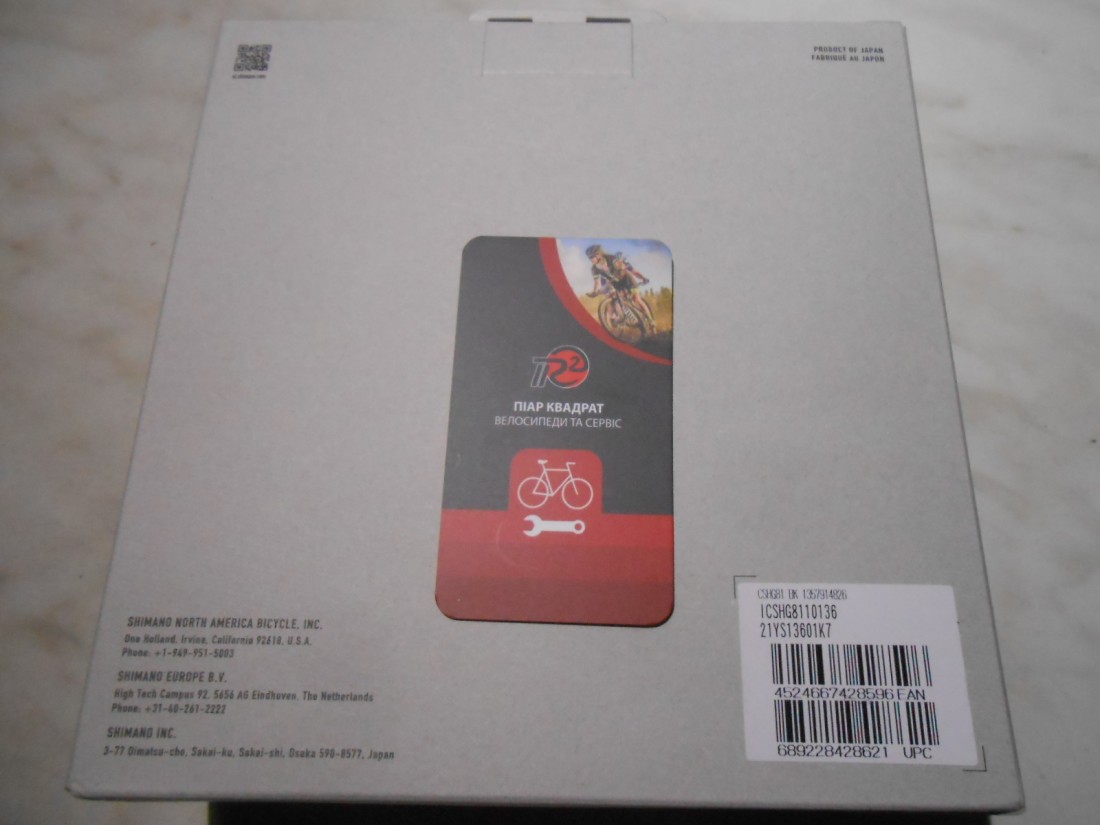 PRODUCT OF JAPAN
FABRIQUÉ AU JAPON
R2
ПІАР КВАДРАТ
ВЕЛОСИПЕДИ ТА СЕРВІС
SHIMANO NORTH AMERICA BICYCLE, INC.
One Holland, Irvine, California 92618, U.S.A.
Phone: +1-949-951-5003
SHIMANO EUROPE B.V.
High Tech Campus 92, 5656 AG Eindhoven, The Netherlands
Phone: +31-40-261-2222
SHIMANO INC.
3-77 Oimatsu-cho, Sakai-ku, Sakai-shi, Osaka 590-8577, Japan
ICSHG8110136
21YS13601K7
4524667428596 EAN
689228428621 UPC